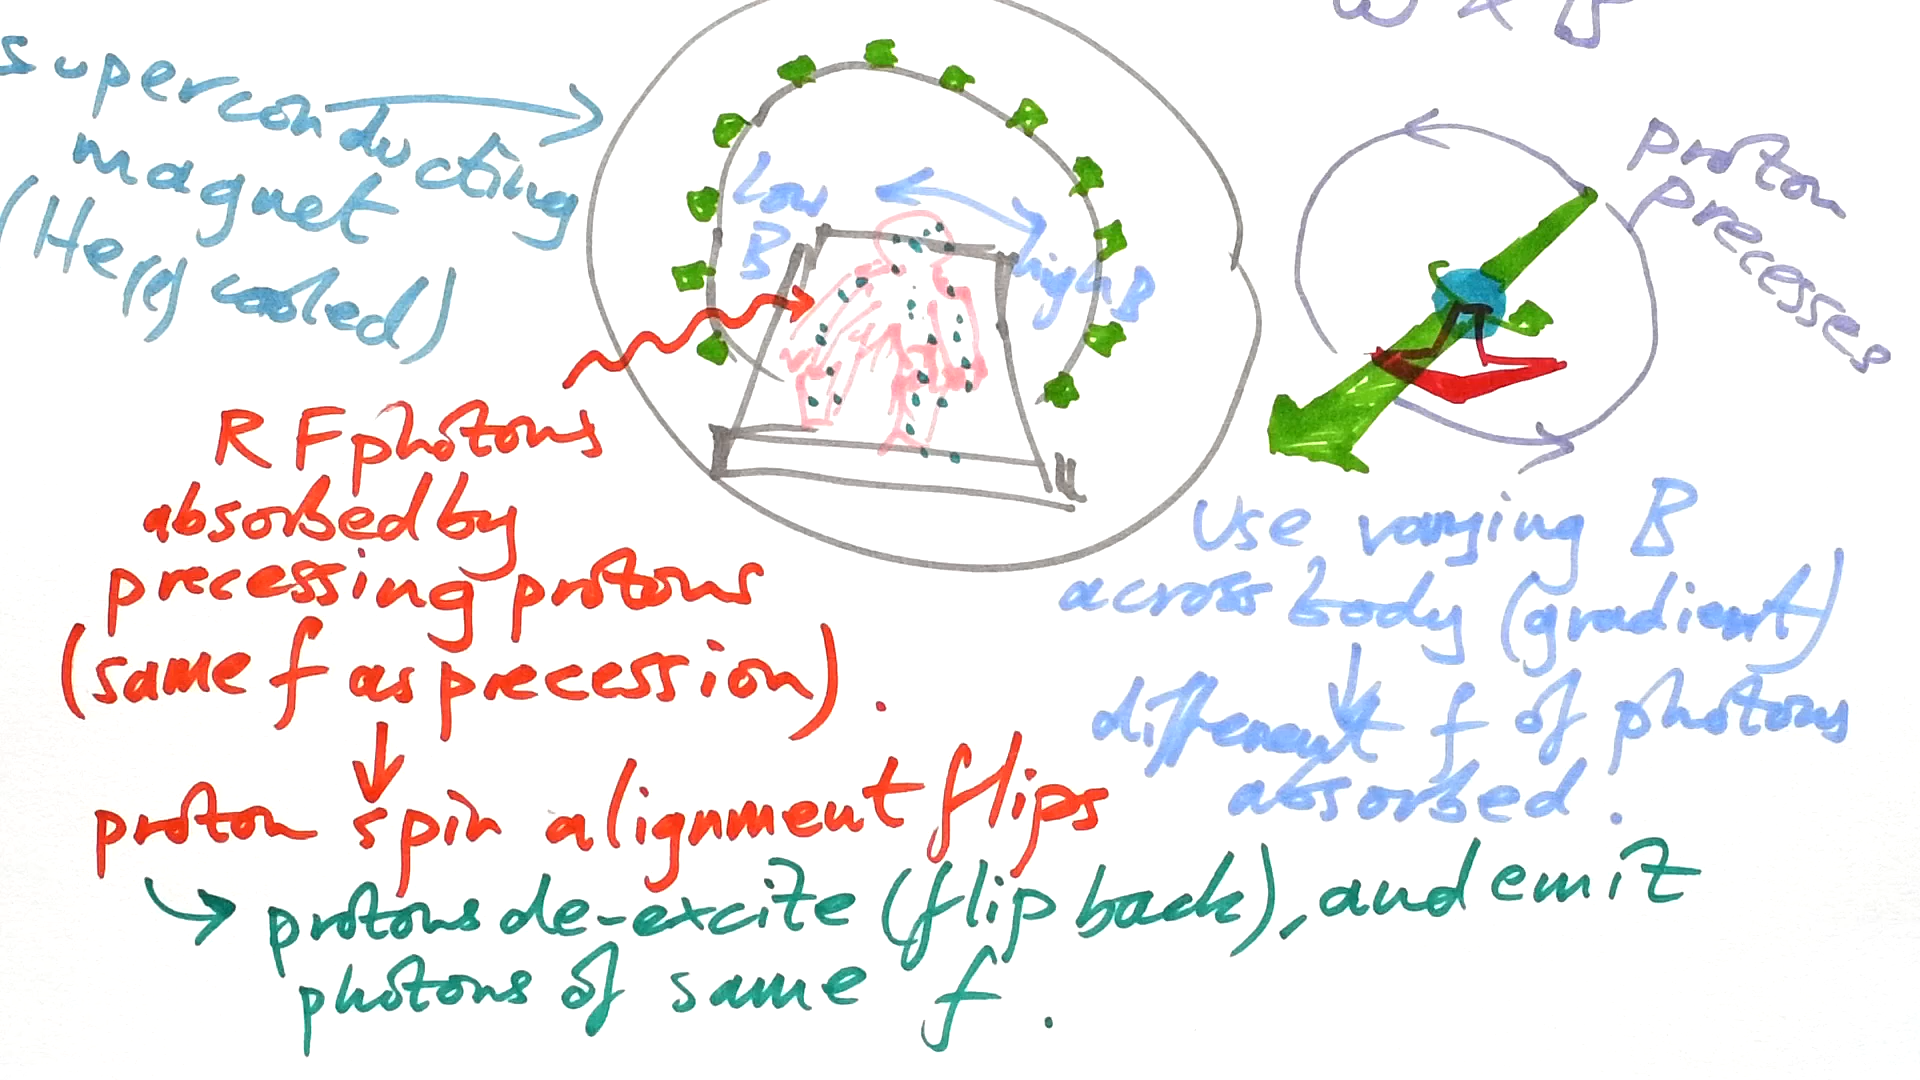 ω ∝ B
superconducting
magnet
(He(l) cooled)
Low
B
high B
proton
precesses
RF photons
absorbed by
precessing protons
(same f as precession).
↓
proton spin alignment flips
↳ protons de-excite (flip back), and emit
photons of same f.
Use varying B
across body (gradient)
↓
different f of photons
absorbed.